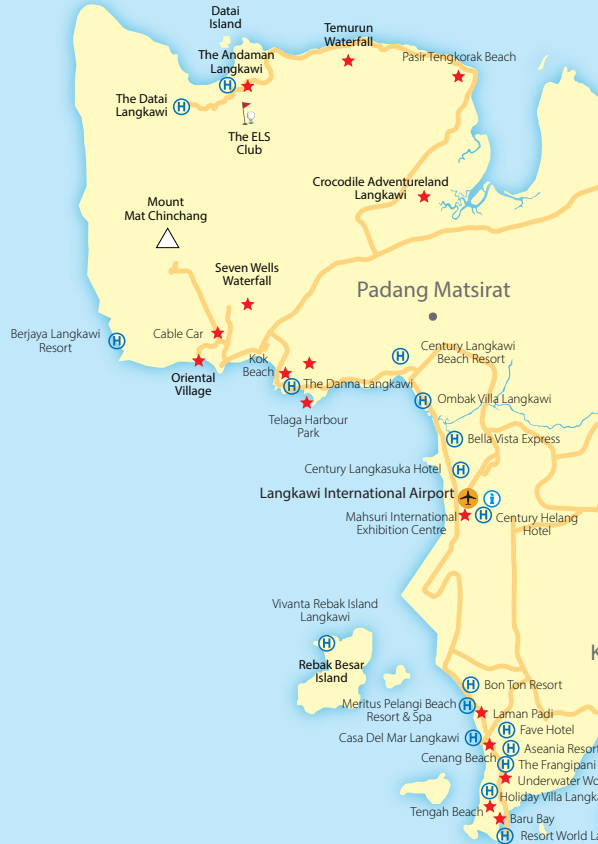 Datai
Island
Temurun
Waterfall
The Andaman
Langkawi
Pasir Tengkorak Beach
The Datai
Langkawi
H
H
The ELS
Club
Crocodile Adventureland
Langkawi
Mount
Mat Chinchang
Seven Wells
Waterfall
Padang Matsirat
Berjaya Langkawi
Resort
H
Cable Car
Oriental
Village
Kok
Beach
H
The Danna Langkawi
Telaga Harbour
Park
H
Century Langkawi
Beach Resort
H
Ombak Villa Langkawi
H
Bella Vista Express
Century Langkasuka Hotel
H
Langkawi International Airport
i
Mahsuri International
Exhibition Centre
H
Century Helang
Hotel
Vivanta Rebak Island
Langkawi
H
Rebak Besar
Island
K
H
Bon Ton Resort
Meritus Pelangi Beach
Resort & Spa
H
Laman Padi
H
Fave Hotel
Casa Del Mar Langkawi
H
H
Aseania Resort
Cenang Beach
H
The Frangipani
Underwater Wo
H
Holiday Villa Langka
Tengah Beach
Baru Bay
H
Resort World La